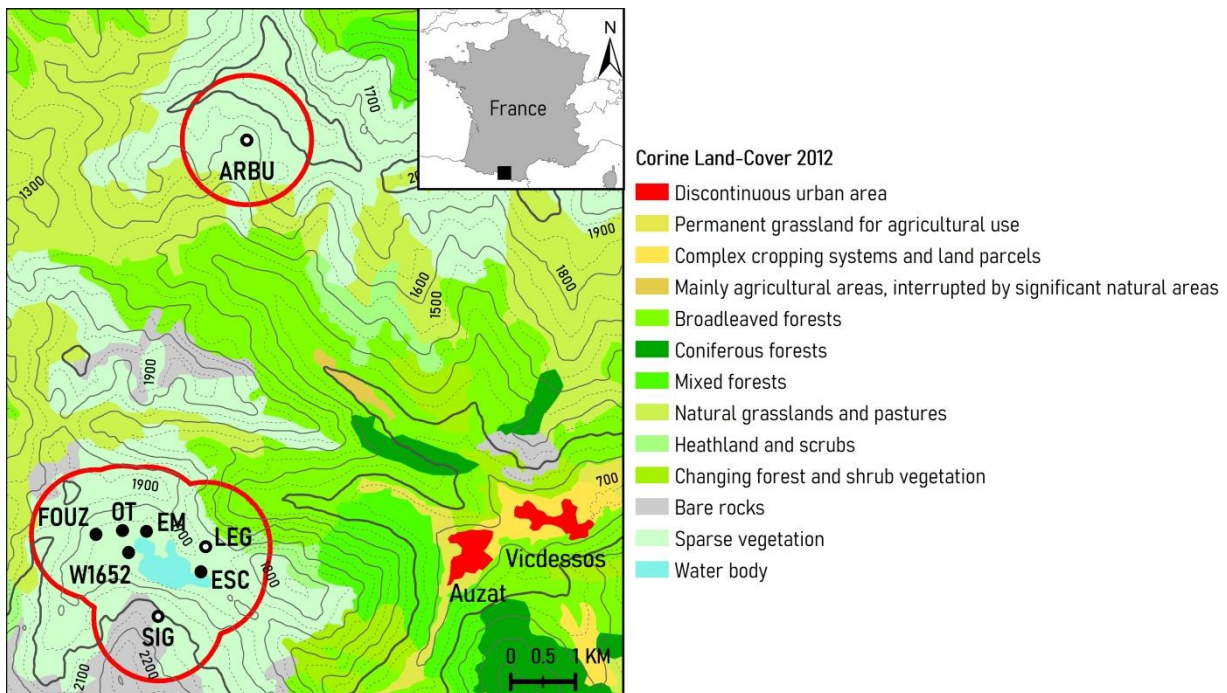 N
France
1700
ARBU
20
1300
1900
1800
1600
1500
1900
1900
700
FOUZ
OT
EM
LEG
W1652
ESC
1800
Vicdessos
Auzat
SIG
2200
2100
0 0.5 1 KM
Corine Land-Cover 2012
Discontinuous urban area
Permanent grassland for agricultural use
Complex cropping systems and land parcels
Mainly agricultural areas, interrupted by significant natural areas
Broadleaved forests
Coniferous forests
Mixed forests
Natural grasslands and pastures
Heathland and scrubs
Changing forest and shrub vegetation
Bare rocks
Sparse vegetation
Water body